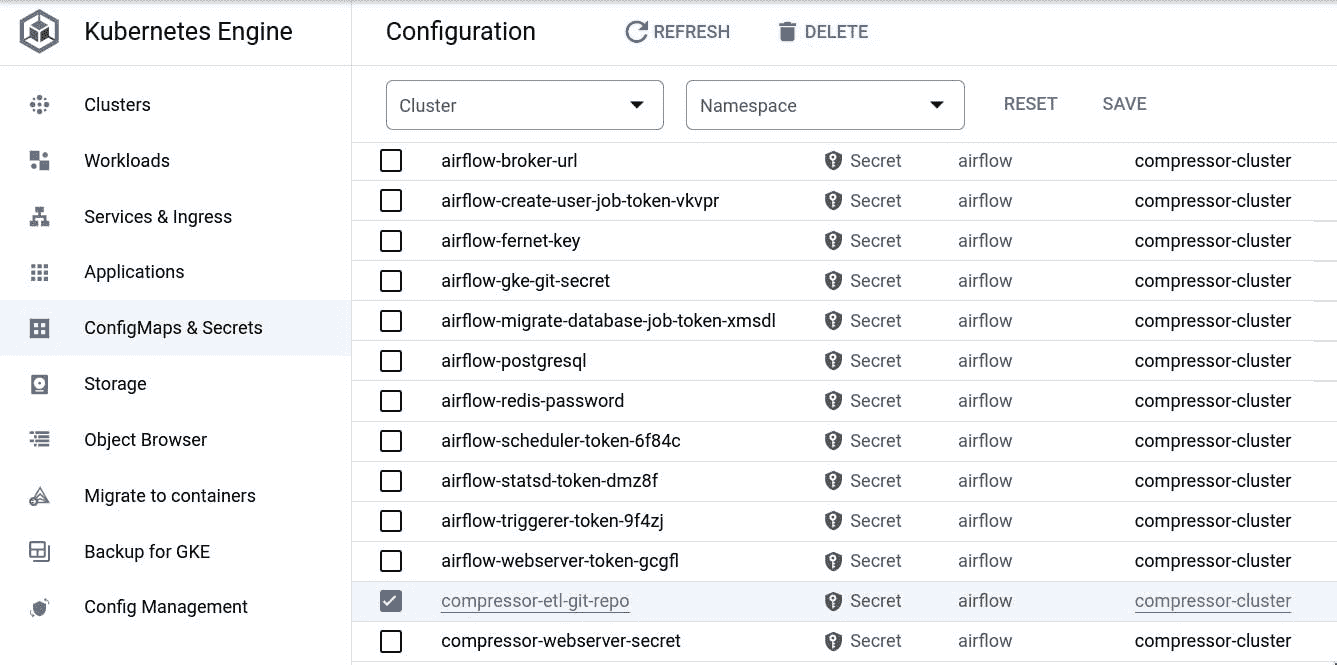 Kubernetes Engine
Configuration REFRESH DELETE
Clusters
Workloads
Services & Ingress
Applications
ConfigMaps & Secrets
Storage
Object Browser
Migrate to containers
Backup for GKE
Config Management
Cluster Namespace RESET SAVE
airflow-broker-url Secret airflow compressor-cluster
airflow-create-user-job-token-vkvpr Secret airflow compressor-cluster
airflow-fernet-key Secret airflow compressor-cluster
airflow-gke-git-secret Secret airflow compressor-cluster
airflow-migrate-database-job-token-xmsdl Secret airflow compressor-cluster
airflow-postgresql Secret airflow compressor-cluster
airflow-redis-password Secret airflow compressor-cluster
airflow-scheduler-token-6f84c Secret airflow compressor-cluster
airflow-statsd-token-dmz8f Secret airflow compressor-cluster
airflow-triggerer-token-9f4zj Secret airflow compressor-cluster
airflow-webserver-token-gcgfl Secret airflow compressor-cluster
compressor-etl-git-repo Secret airflow compressor-cluster
compressor-webserver-secret Secret airflow compressor-cluster